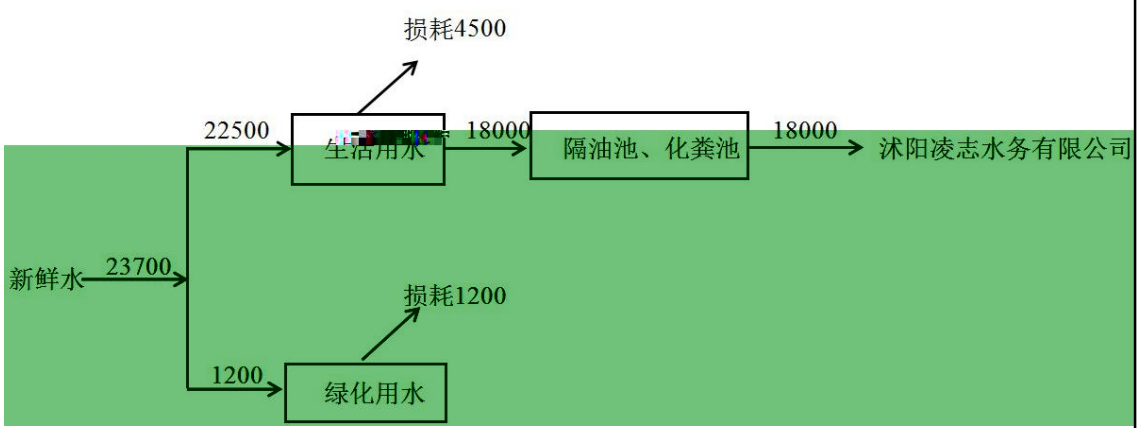 损耗4500
22500
生活用水
18000
隔油池、化粪池
18000
沭阳凌志水务有限公司
新鲜水
23700
损耗1200
1200
绿化用水